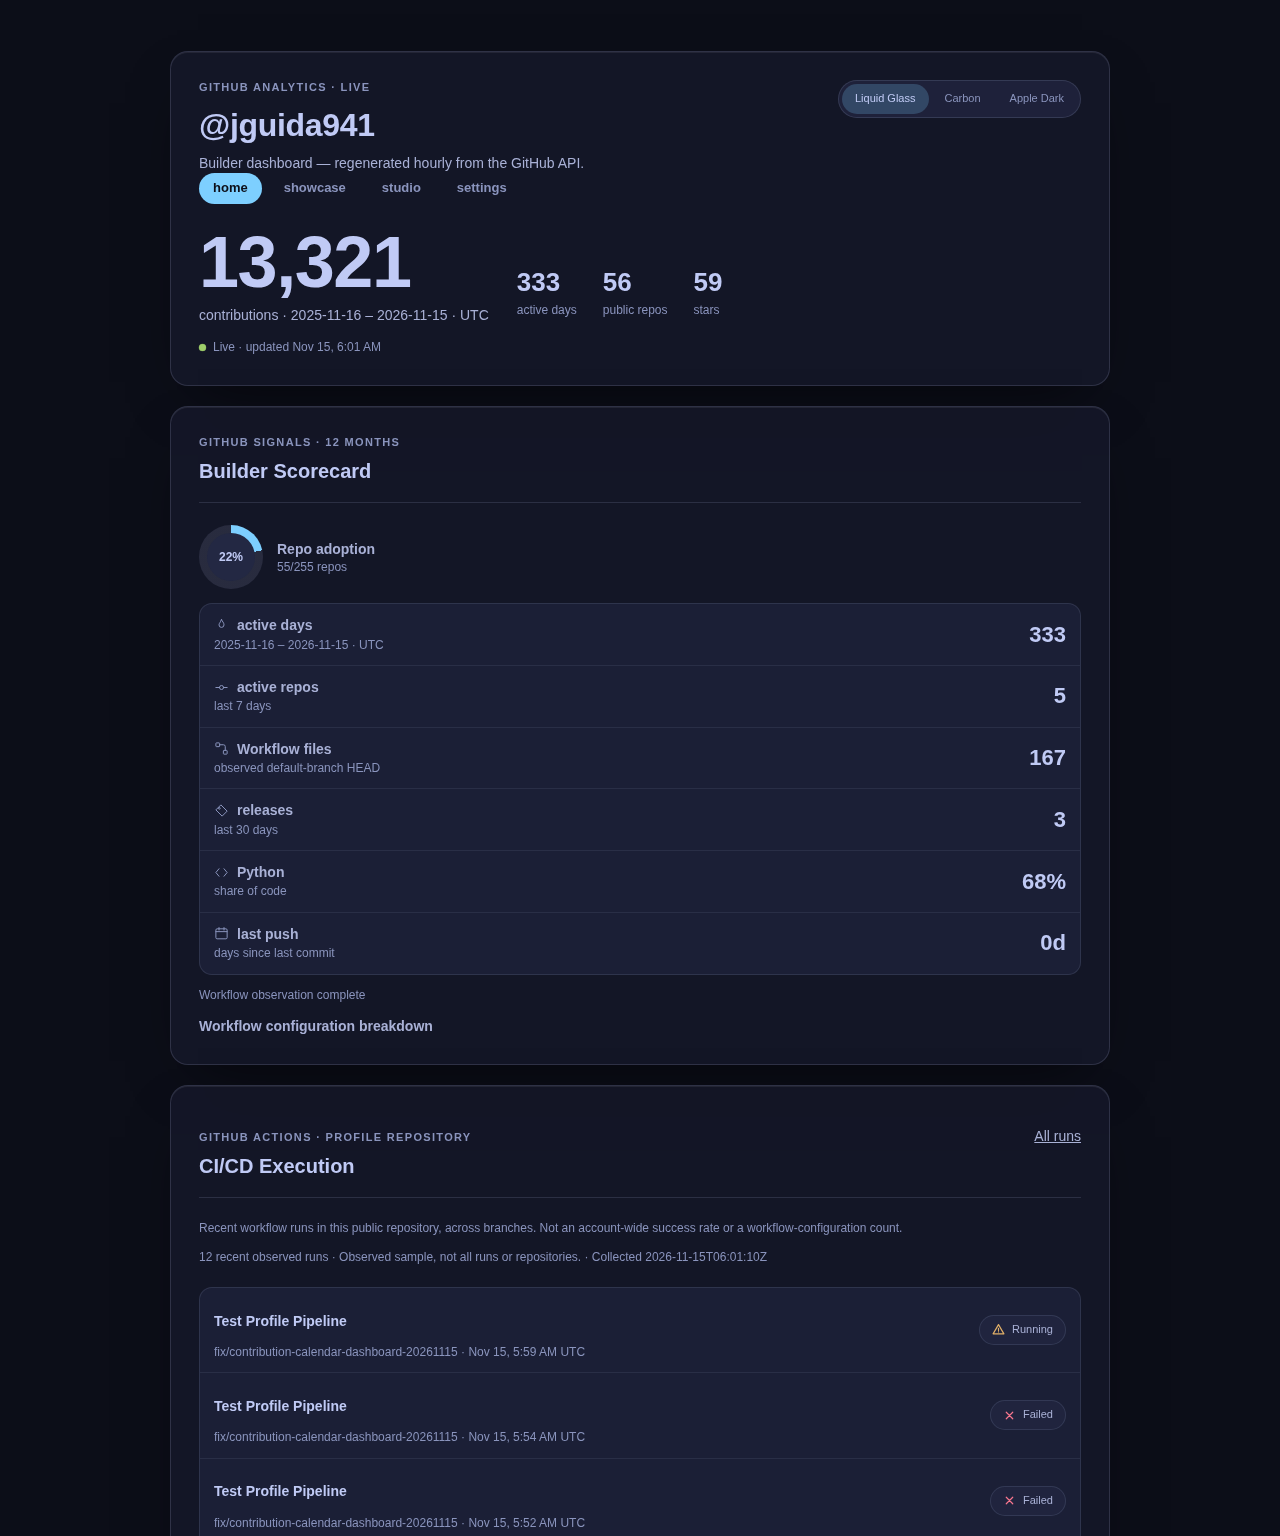 GITHUB ANALYTICS · LIVE
Liquid Glass
Carbon
Apple Dark
@jguida941
Builder dashboard — regenerated hourly from the GitHub API.
home
showcase
studio
settings
13,321
contributions · 2025-11-16 – 2026-11-15 · UTC
333
active days
56
public repos
59
stars
Live · updated Nov 15, 6:01 AM
GITHUB SIGNALS · 12 MONTHS
Builder Scorecard
22%
Repo adoption
55/255 repos
active days
2025-11-16 – 2026-11-15 · UTC
333
active repos
last 7 days
5
Workflow files
observed default-branch HEAD
167
releases
last 30 days
3
Python
share of code
68%
last push
days since last commit
0d
Workflow observation complete
Workflow configuration breakdown
GITHUB ACTIONS · PROFILE REPOSITORY
All runs
CI/CD Execution
Recent workflow runs in this public repository, across branches. Not an account-wide success rate or a workflow-configuration count.
12 recent observed runs · Observed sample, not all runs or repositories. · Collected 2026-11-15T06:01:10Z
Test Profile Pipeline
fix/contribution-calendar-dashboard-20261115 · Nov 15, 5:59 AM UTC
Running
Test Profile Pipeline
fix/contribution-calendar-dashboard-20261115 · Nov 15, 5:54 AM UTC
Failed
Test Profile Pipeline
fix/contribution-calendar-dashboard-20261115 · Nov 15, 5:52 AM UTC
Failed